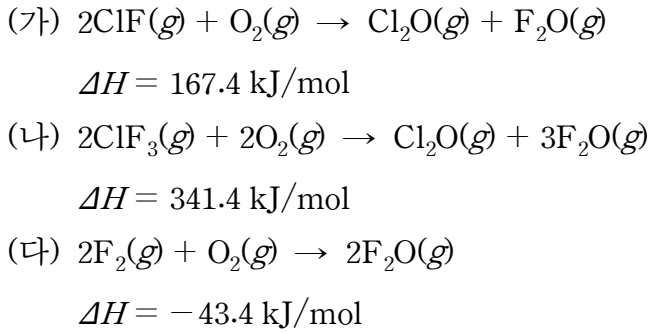 (가) 2ClF(g) + O₂(g) → Cl₂O(g) + F₂O(g)
ΔH = 167.4 kJ/mol
(나) 2ClF₃(g) + 2O₂(g) → Cl₂O(g) + 3F₂O(g)
ΔH = 341.4 kJ/mol
(다) 2F₂(g) + O₂(g) → 2F₂O(g)
ΔH = −43.4 kJ/mol